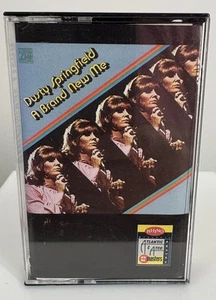 Dusty Springfield
A Brand New Me
ATLANTIC